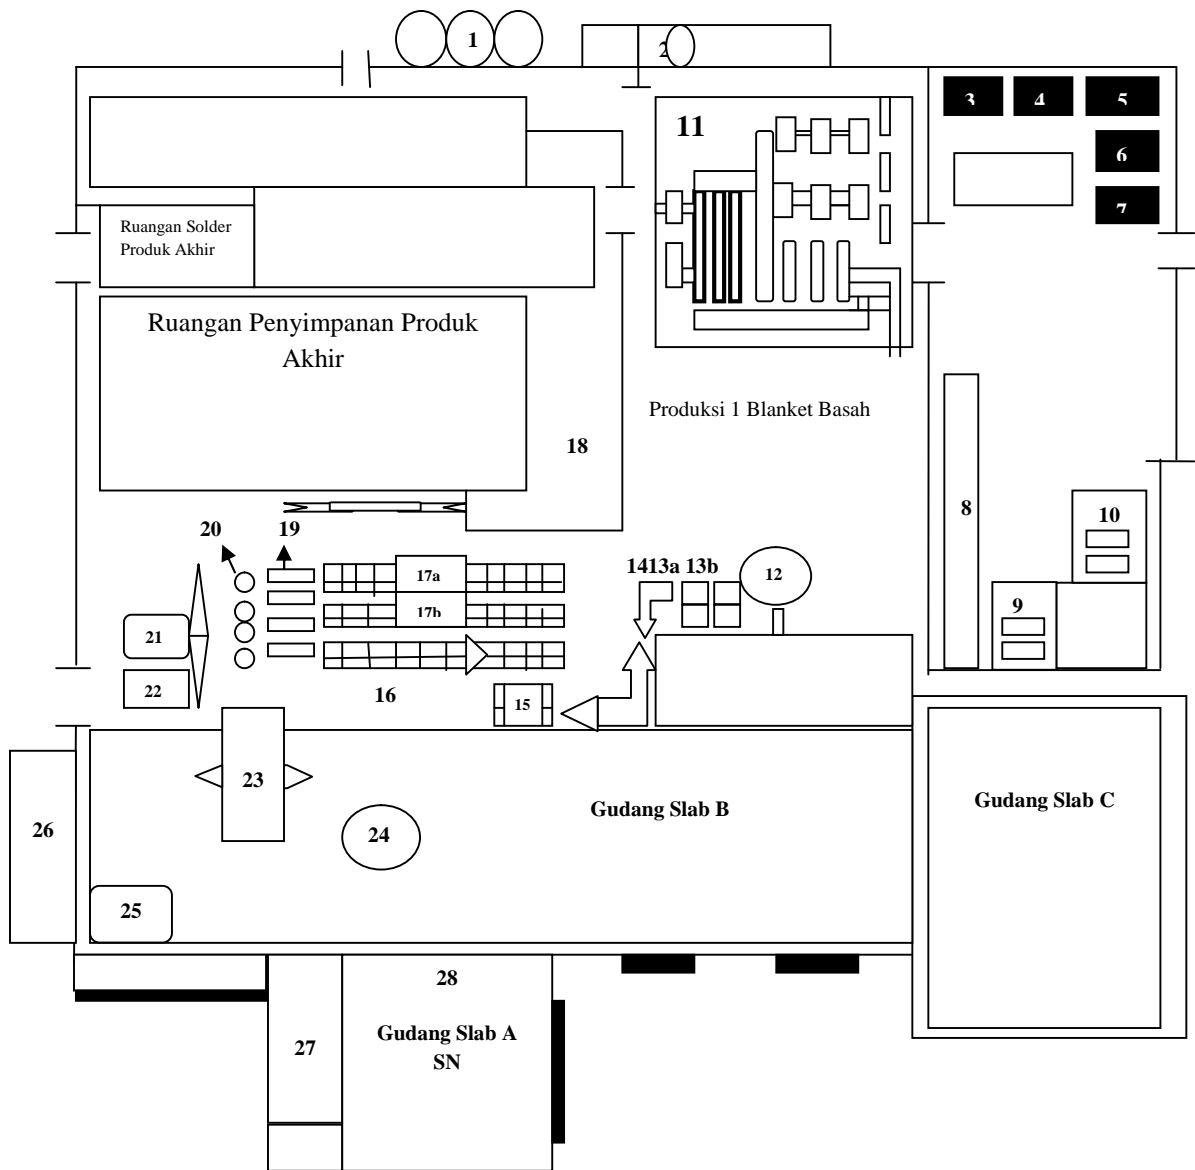 1
2
3
4
5
11
6
7
Ruangan Solder
Produk Akhir
Ruangan Penyimpanan Produk
Akhir
Produksi 1 Blanket Basah
18
8
10
20
19
1413a 13b
12
17a
17b
9
21
22
16
15
23
Gudang Slab B
Gudang Slab C
26
24
25
28
Gudang Slab A
SN
27